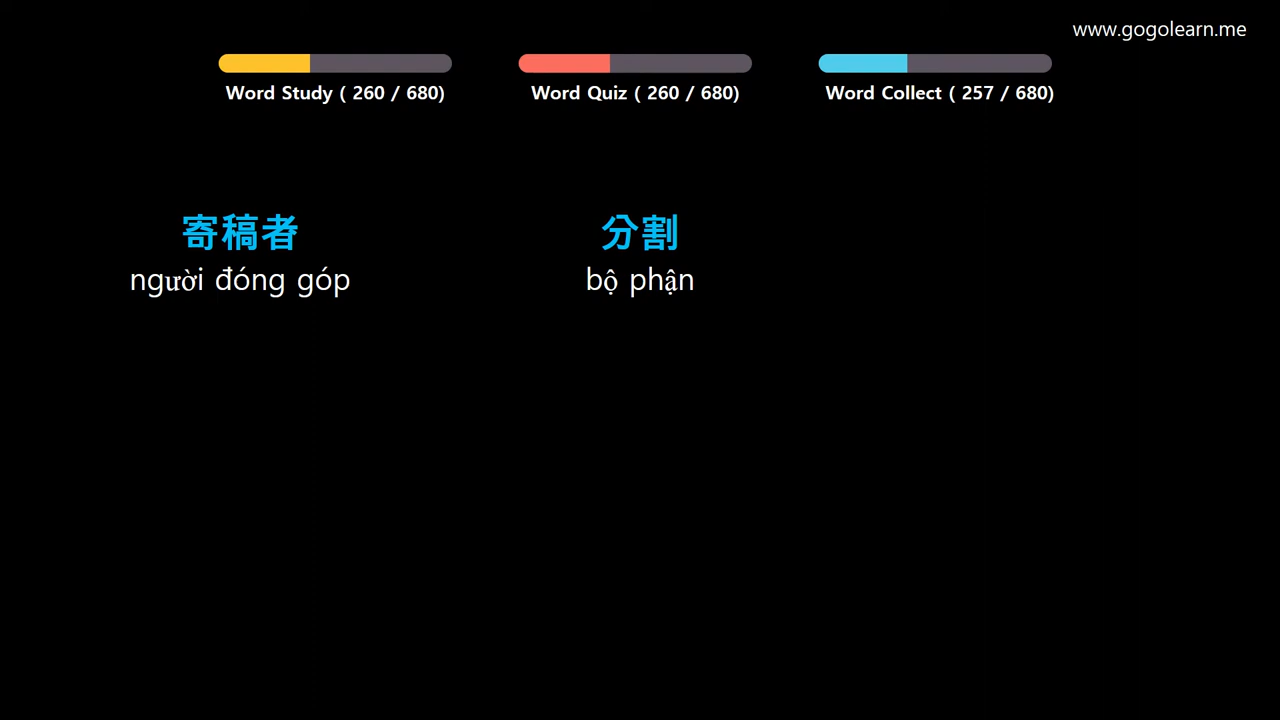 www.gogolearn.me
Word Study ( 260 / 680)
Word Quiz ( 260 / 680)
Word Collect ( 257 / 680)
寄稿者
người đóng góp
分割
bộ phận